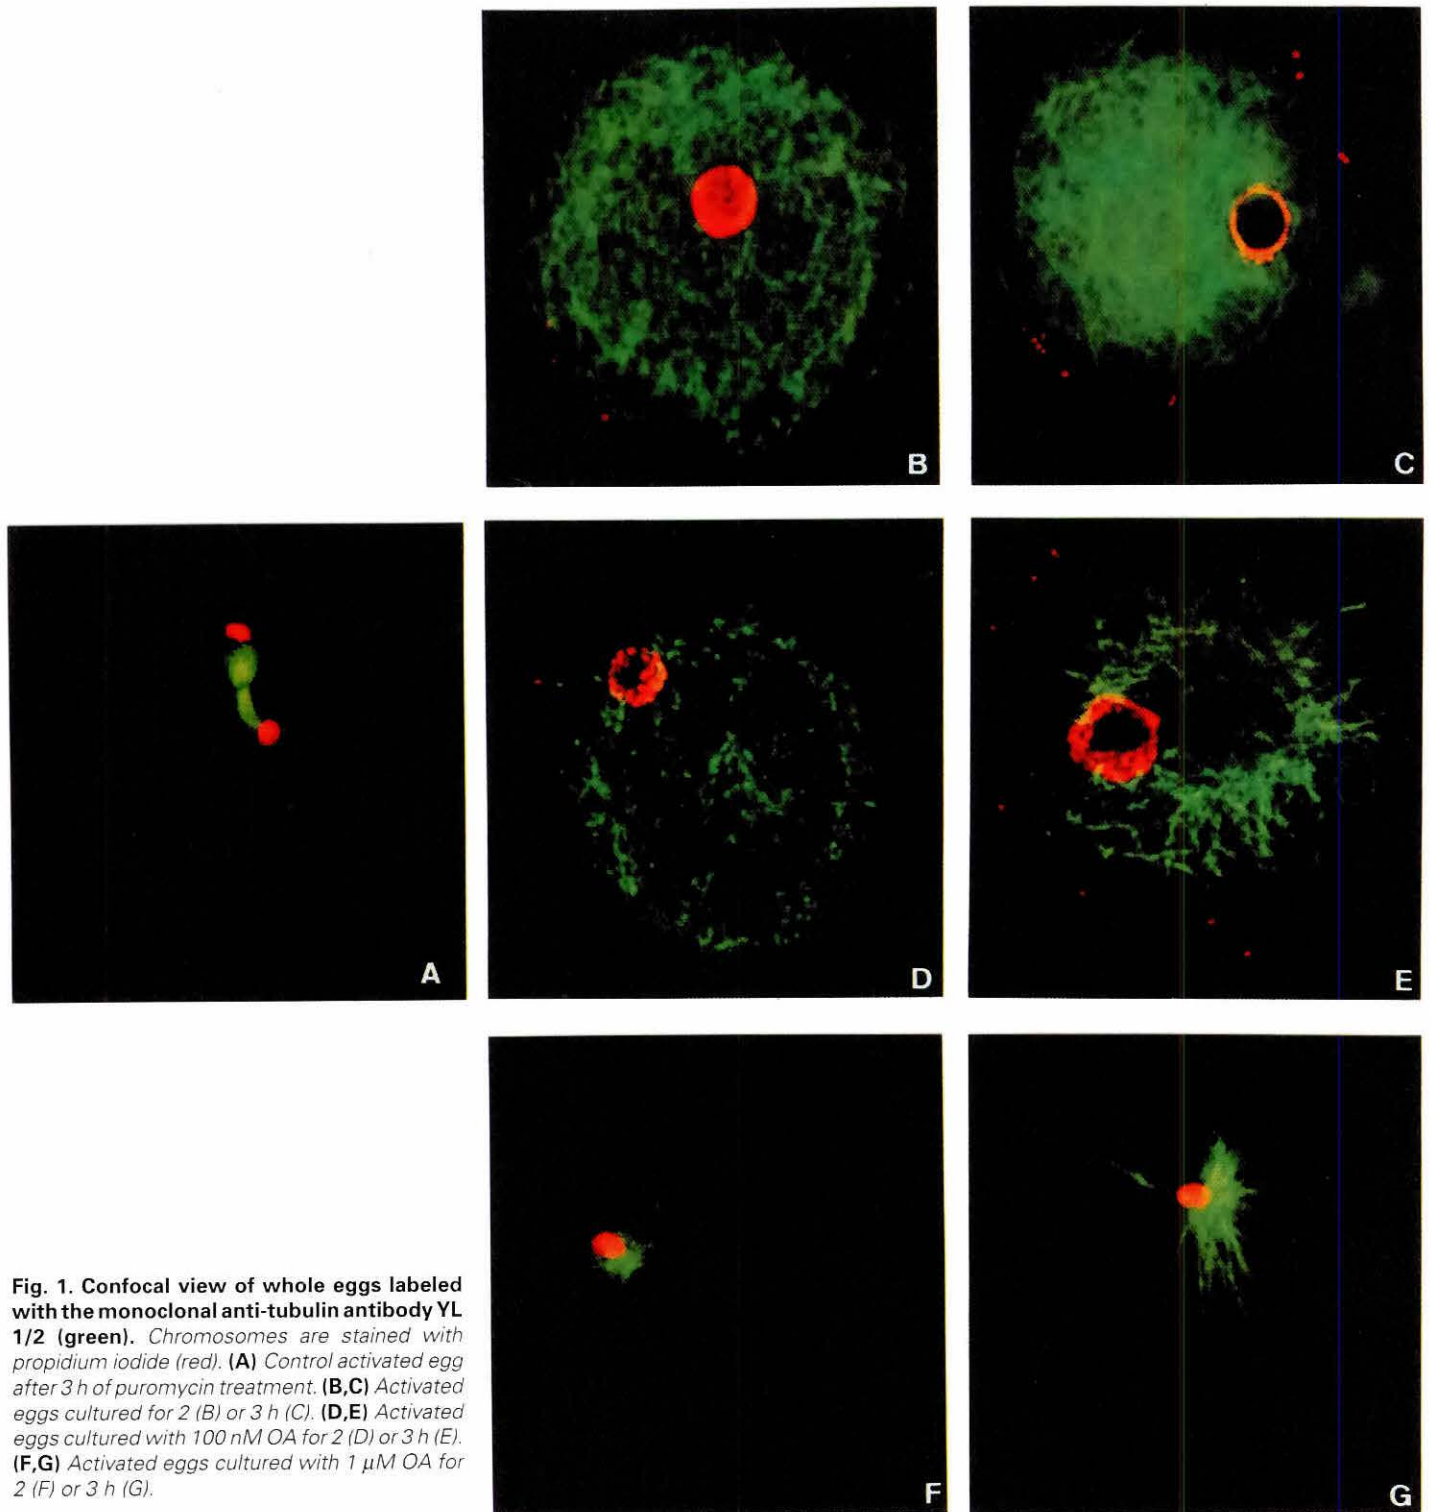 B
C
A
D
E
Fig. 1. Confocal view of whole eggs labeled
with the monoclonal anti-tubulin antibody YL
1/2 (green). Chromosomes are stained with
propidium iodide (red). (A) Control activated egg
after 3 h of puromycin treatment. (B,C) Activated
eggs cultured for 2 (B) or 3 h (C). (D,E) Activated
eggs cultured with 100 nM OA for 2 (D) or 3 h (E).
(F,G) Activated eggs cultured with 1 μM OA for
2 (F) or 3 h (G).
F
G